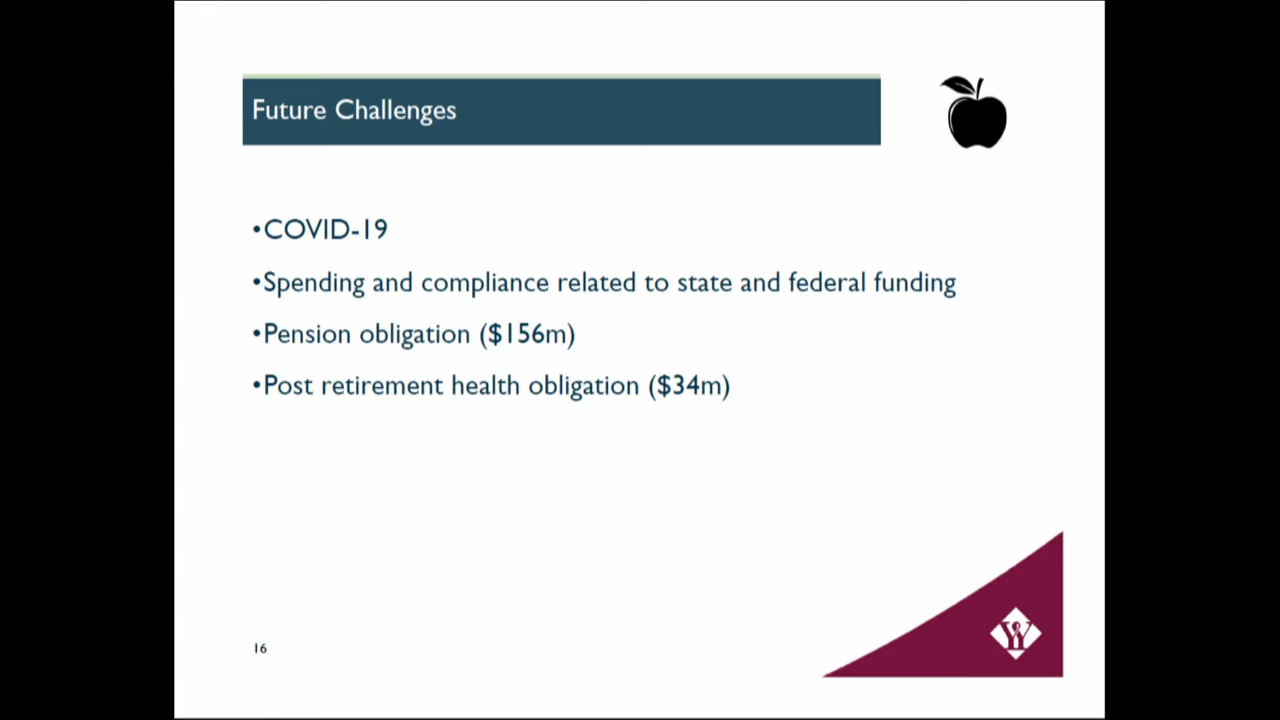 Future Challenges
•COVID-19
•Spending and compliance related to state and federal funding
•Pension obligation ($156m)
•Post retirement health obligation ($34m)
16